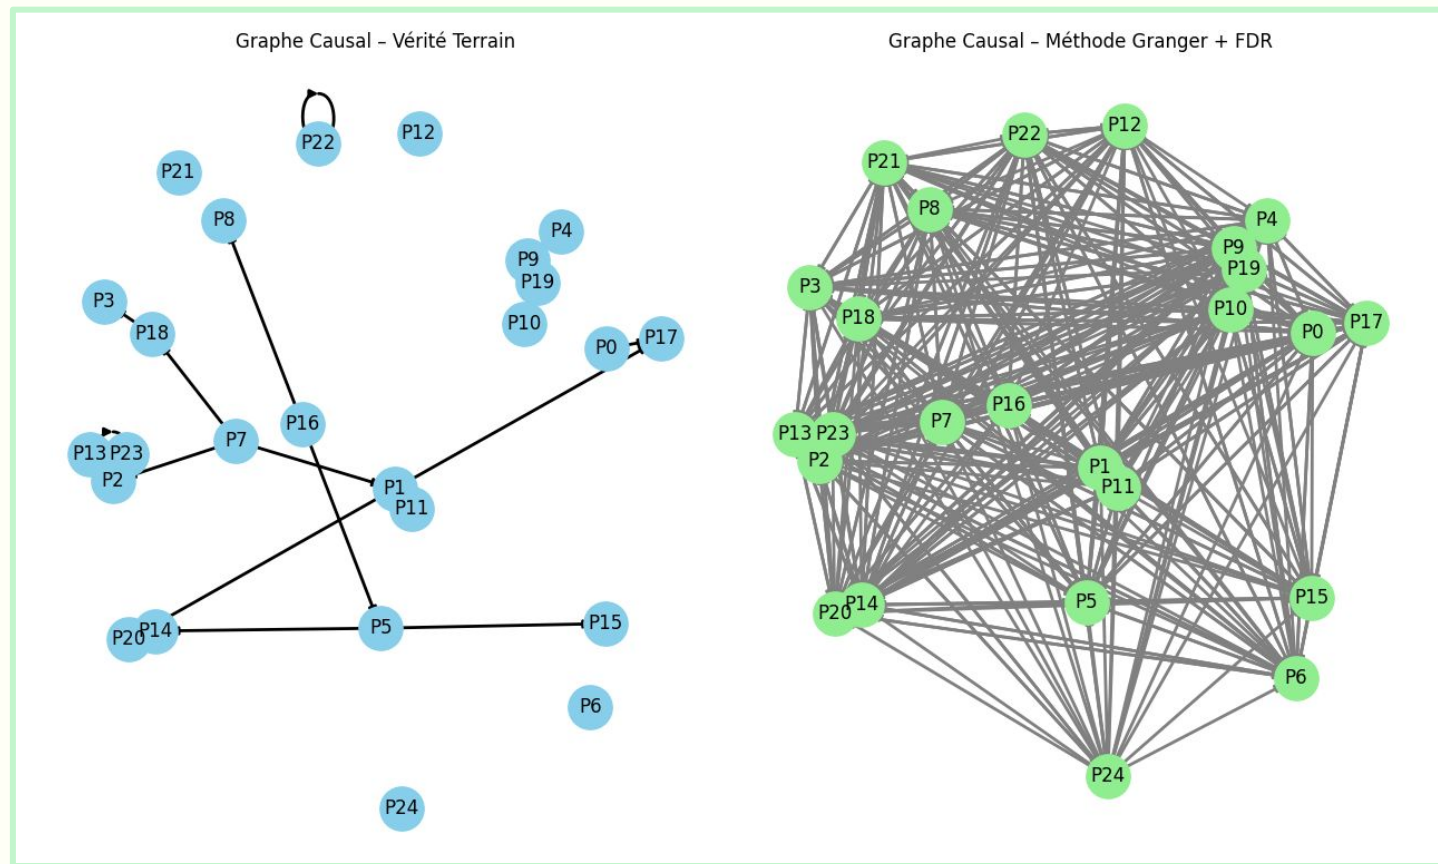 Graphe Causal – Vérité Terrain
P22
P12
P21
P8
P4
P9
P19
P3
P18
P10
P0
P17
P16
P7
P13
P23
P2
P1
P11
P20
P14
P5
P15
P6
P24
Graphe Causal – Méthode Granger + FDR
P12
P22
P21
P8
P4
P9
P19
P3
P10
P18
P0
P17
P16
P7
P13
P23
P2
P1
P11
P5
P15
P20
P14
P6
P24